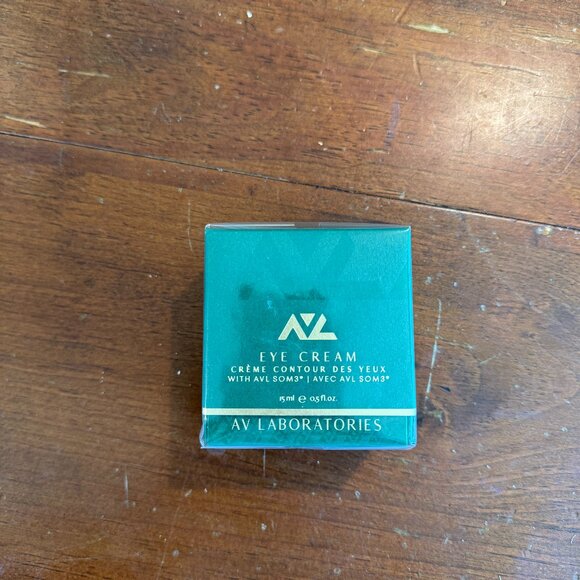 AVL
EYE CREAM
CRÈME CONTOUR DES YEUX
WITH AVL SOM3® | AVEC AVL SOM3®
15 ml ℮ 0.5 fl.oz.
AV LABORATORIES